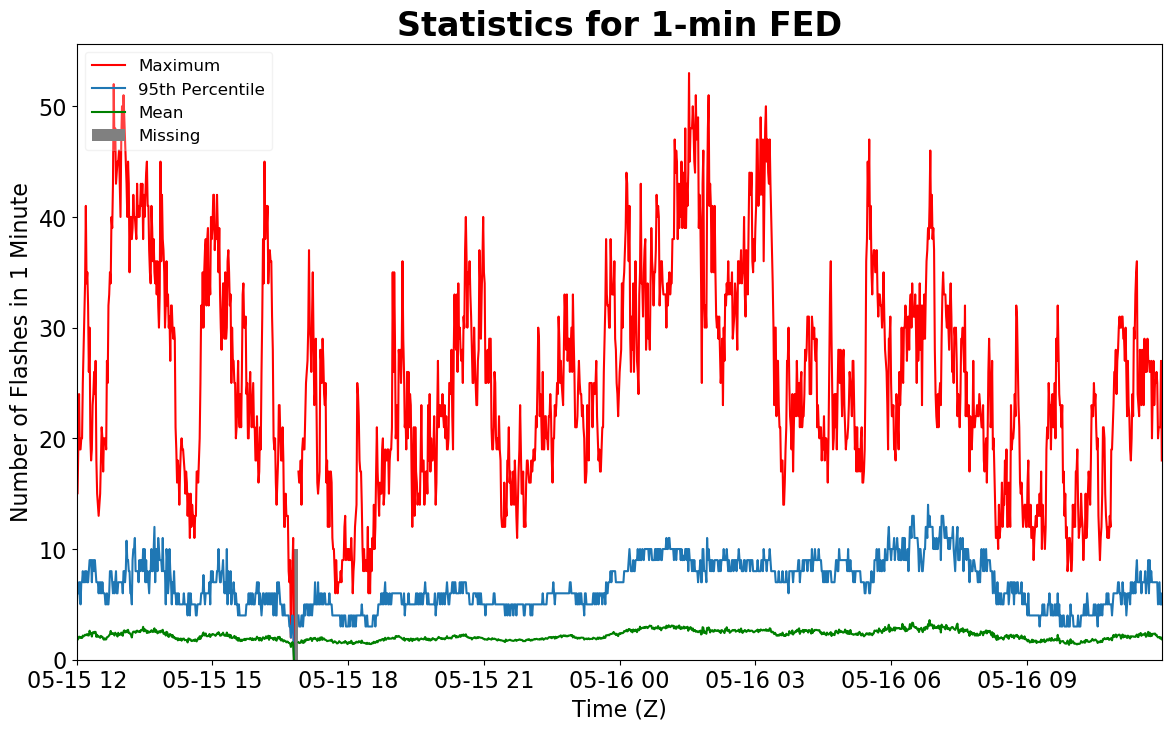 Statistics for 1-min FED
Maximum
95th Percentile
Mean
Missing
Number of Flashes in 1 Minute
50
40
30
20
10
0
05-15 12
05-15 15
05-15 18
05-15 21
05-16 00
05-16 03
05-16 06
05-16 09
Time (Z)